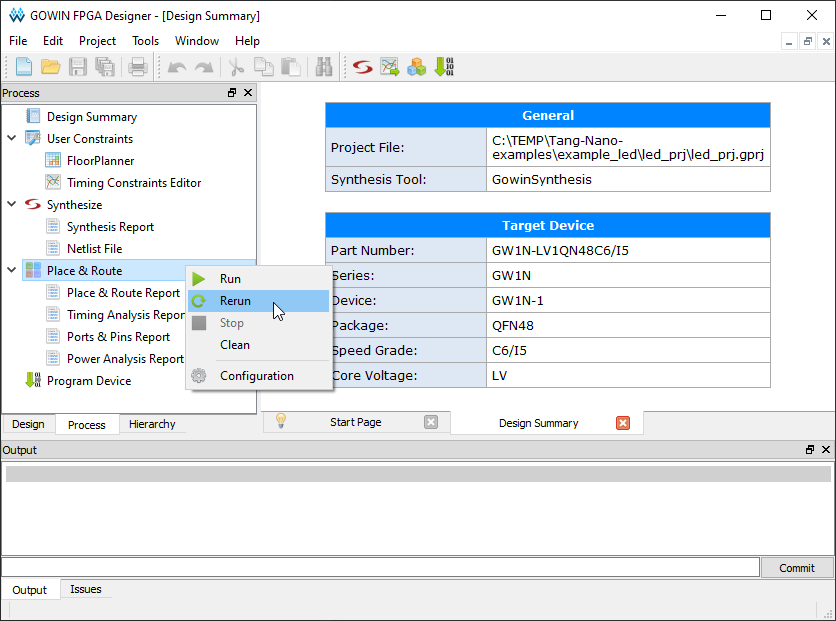 GOWIN FPGA Designer - [Design Summary]
File Edit Project Tools Window Help
Process
Design Summary
User Constraints
FloorPlanner
Timing Constraints Editor
Synthesize
Synthesis Report
Netlist File
Place & Route
Place & Route Report
Timing Analysis Repor
Ports & Pins Report
Power Analysis Report
Program Device
Run
Rerun
Stop
Clean
Configuration
Design Process Hierarchy
General
Project File: C:\TEMP\Tang-Nano-
examples\example_led\led_prj\led_prj.gprj
Synthesis Tool: GowinSynthesis
Target Device
Part Number: GW1N-LV1QN48C6/I5
Series: GW1N
Device: GW1N-1
Package: QFN48
Speed Grade: C6/I5
Core Voltage: LV
Start Page Design Summary
Output
Commit
Output Issues